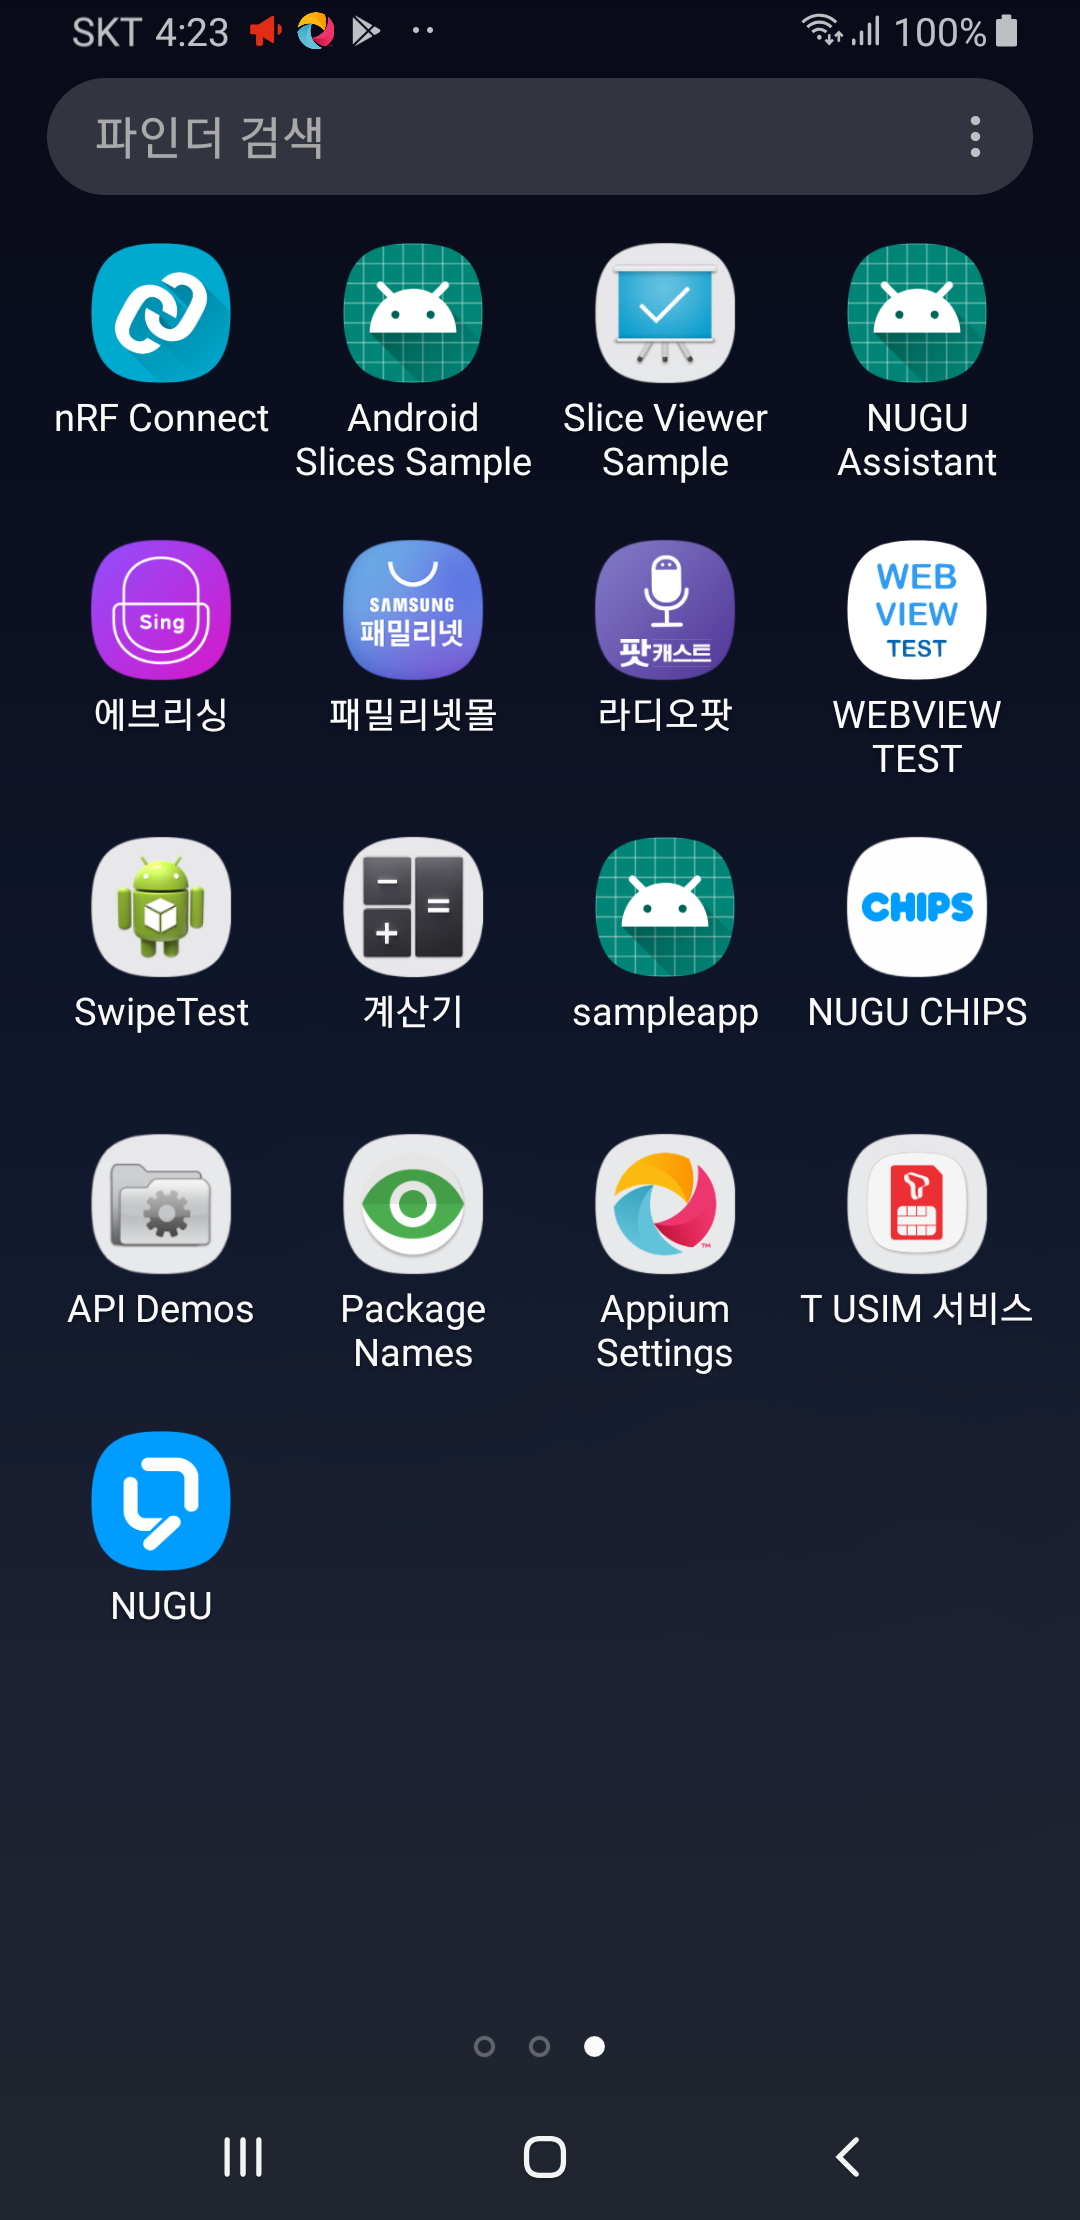 SKT 4:23
100%
파인더 검색
nRF Connect
Android
Slices Sample
Slice Viewer
Sample
NUGU
Assistant
Sing
에브리싱
SAMSUNG
패밀리넷
패밀리넷몰
팟캐스트
라디오팟
WEB
VIEW
TEST
WEBVIEW
TEST
SwipeTest
계산기
sampleapp
CHIPS
NUGU CHIPS
API Demos
Package
Names
TM
Appium
Settings
T USIM 서비스
NUGU